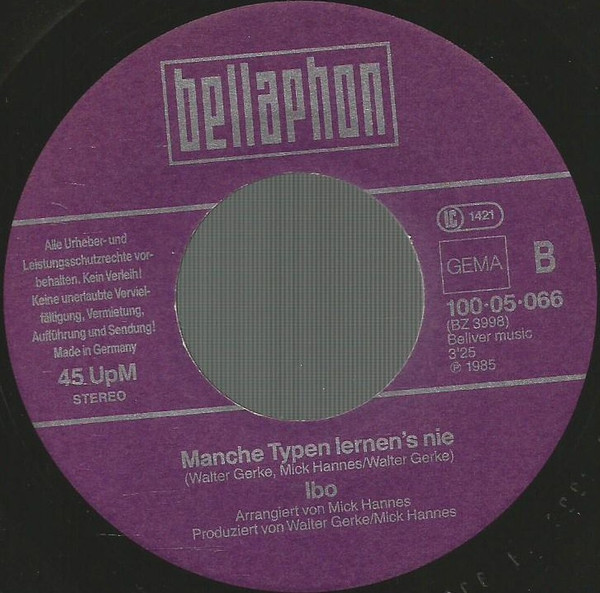 bellaphon
Alle Urheber- und
Leistungsschutzrechte vor-
behalten. Kein Verleih!
Keine unerlaubte Verviel-
fältigung, Vermietung,
Aufführung und Sendung!
Made in Germany
45 UpM
STEREO
LC 1421
GEMA B
100·05·066
(BZ 3998)
Beliver music
3'25
℗ 1985
Manche Typen lernen's nie
(Walter Gerke, Mick Hannes/Walter Gerke)
Ibo
Arrangiert von Mick Hannes
Produziert von Walter Gerke/Mick Hannes